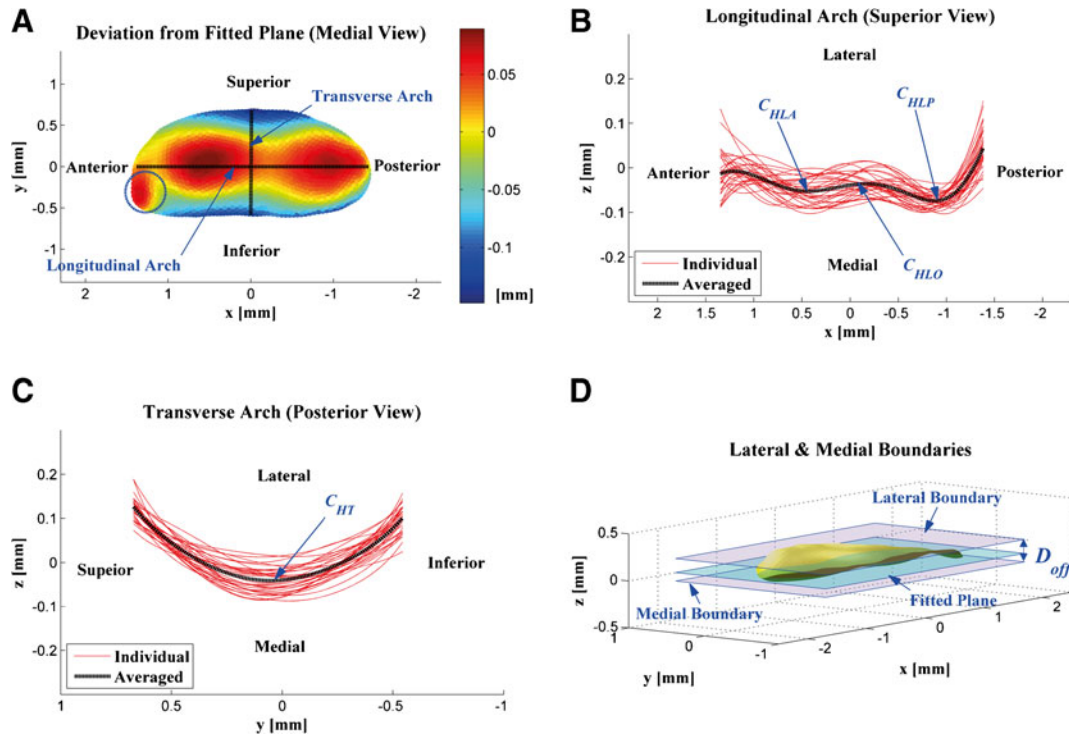 A
Deviation from Fitted Plane (Medial View)
1
0.5
0
-0.5
-1
y [mm]
Superior
Transverse Arch
Anterior
Posterior
Inferior
Longitudinal Arch
2 1 0 -1 -2
x [mm]
0.05
0
-0.05
-0.1
[mm]
B
Longitudinal Arch (Superior View)
0.2
0.1
0
-0.1
-0.2
z [mm]
Lateral
C_HLA
C_HLP
Anterior
Posterior
Medial
C_HLO
Individual
Averaged
2 1.5 1 0.5 0 -0.5 -1 -1.5 -2
x [mm]
C
Transverse Arch (Posterior View)
0.2
0.1
0
-0.1
-0.2
z [mm]
Lateral
C_HT
Supeior
Inferior
Medial
Individual
Averaged
1 0.5 0 -0.5 -1
y [mm]
D
Lateral & Medial Boundaries
Lateral Boundary
0.5
0
-0.5
z [mm]
D_off
Medial Boundary
Fitted Plane
1 0 -1
y [mm]
-2 -1 0 1 2
x [mm]